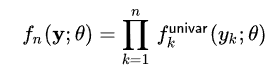 f_n(𝐲; θ) = ∏_{k=1}^{n} f_k^{univar}(y_k; θ)